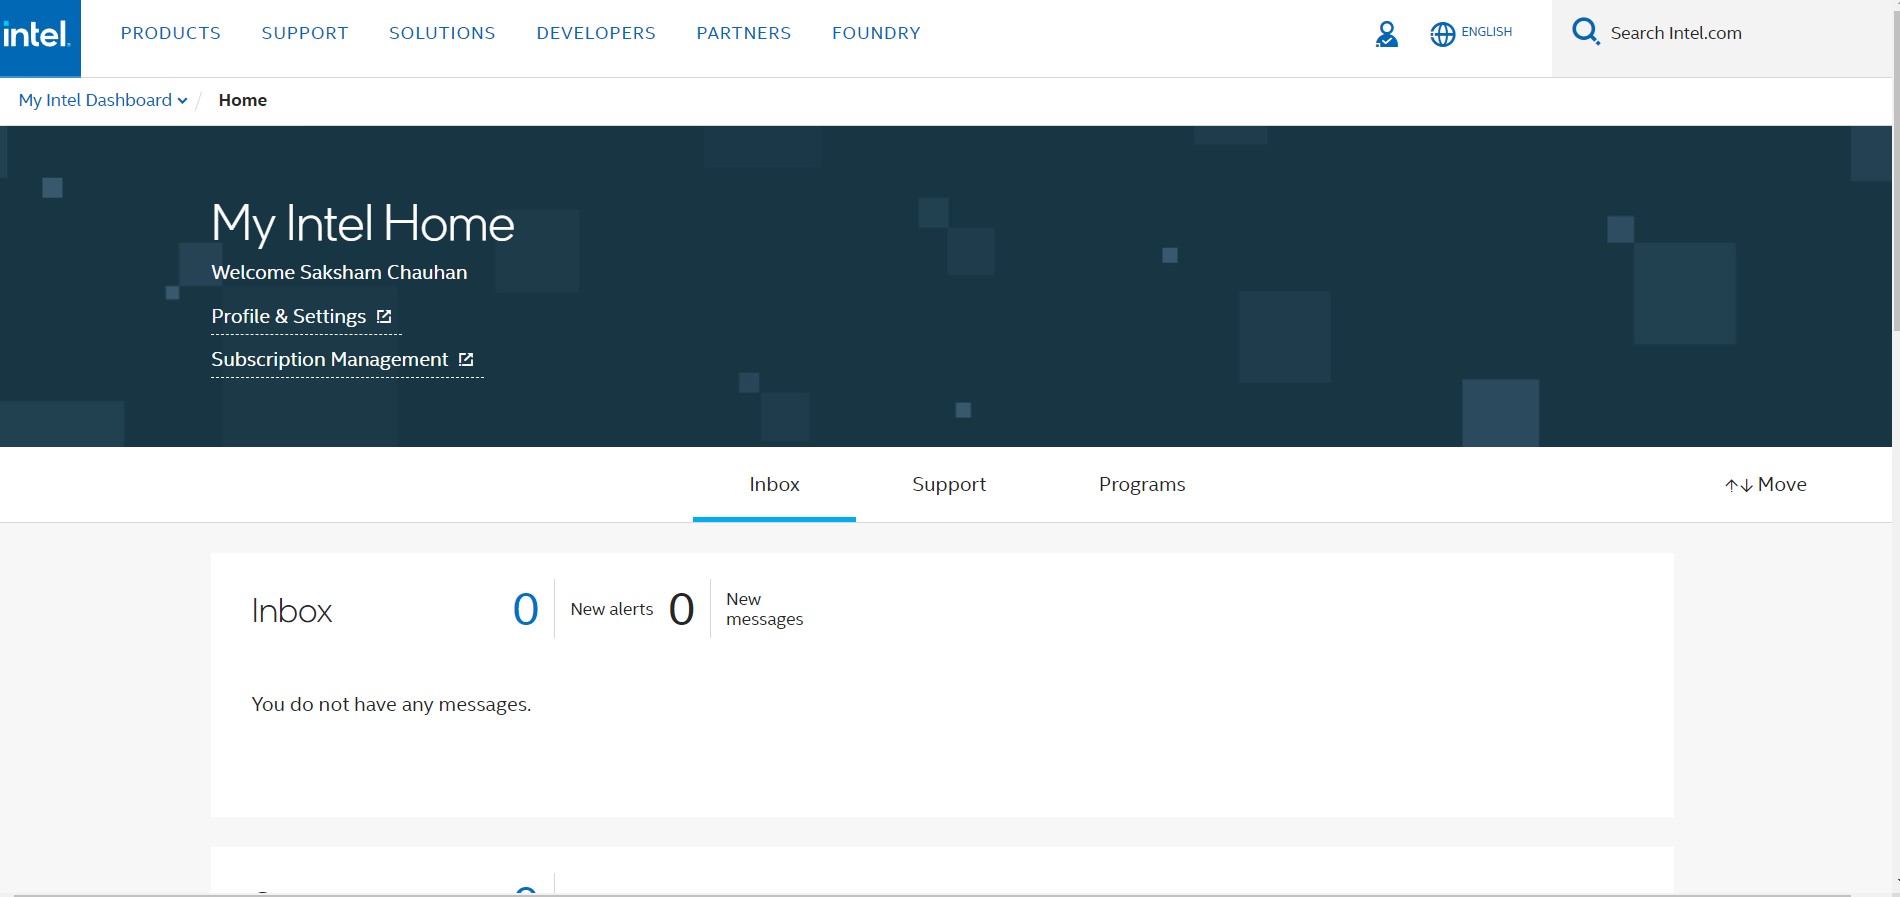 intel.
PRODUCTS SUPPORT SOLUTIONS DEVELOPERS PARTNERS FOUNDRY
ENGLISH
Search Intel.com
My Intel Dashboard / Home
My Intel Home
Welcome Saksham Chauhan
Profile & Settings
Subscription Management
Inbox Support Programs
Move
Inbox
0 New alerts
0 New
messages
You do not have any messages.